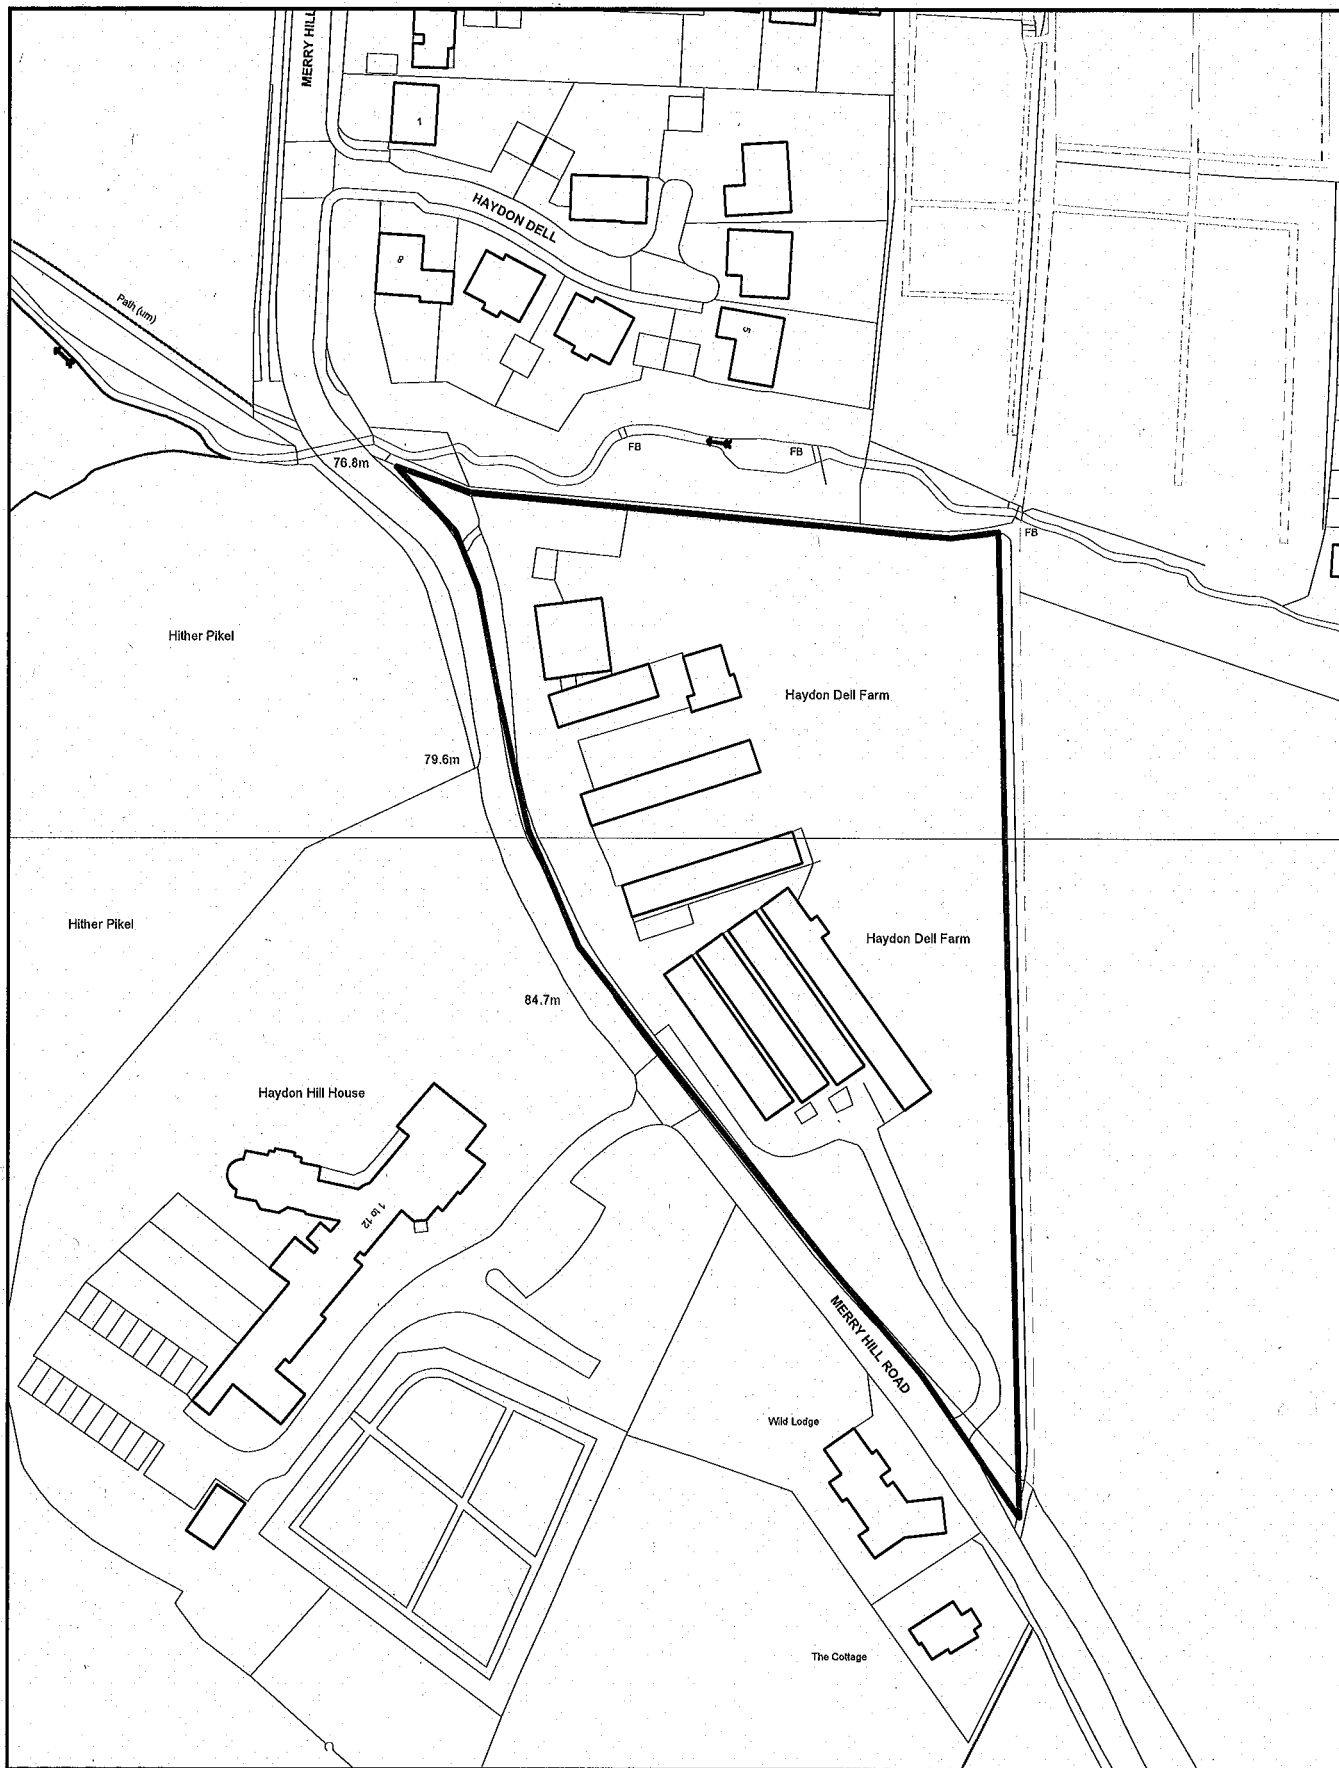 MERRY HILL
1
HAYDON DELL
8
5
Path (um)
FB
FB
76.8m
FB
Hither Pikel
Haydon Dell Farm
79.6m
Hither Pikel
Haydon Dell Farm
84.7m
Haydon Hill House
1 to 12
MERRY HILL ROAD
Wild Lodge
The Cottage